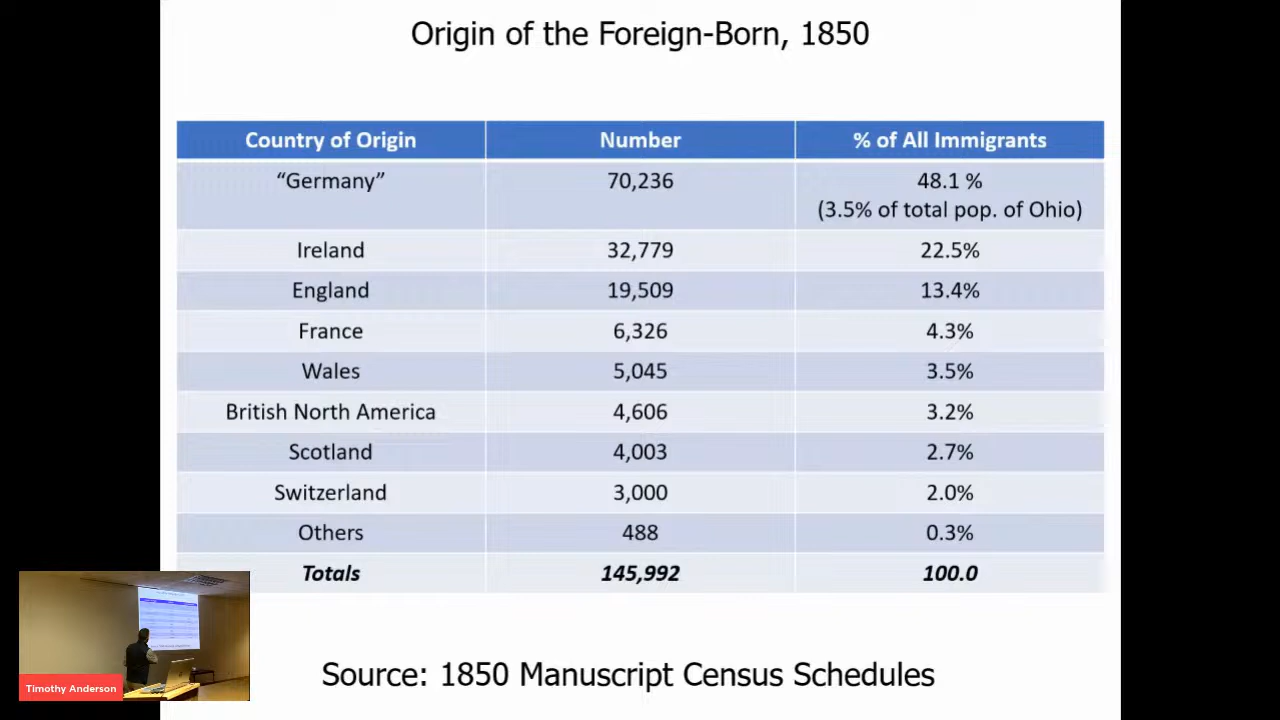 Origin of the Foreign-Born, 1850
Country of Origin Number % of All Immigrants
“Germany” 70,236 48.1 %
(3.5% of total pop. of Ohio)
Ireland 32,779 22.5%
England 19,509 13.4%
France 6,326 4.3%
Wales 5,045 3.5%
British North America 4,606 3.2%
Scotland 4,003 2.7%
Switzerland 3,000 2.0%
Others 488 0.3%
Totals 145,992 100.0
Source: 1850 Manuscript Census Schedules
Timothy Anderson